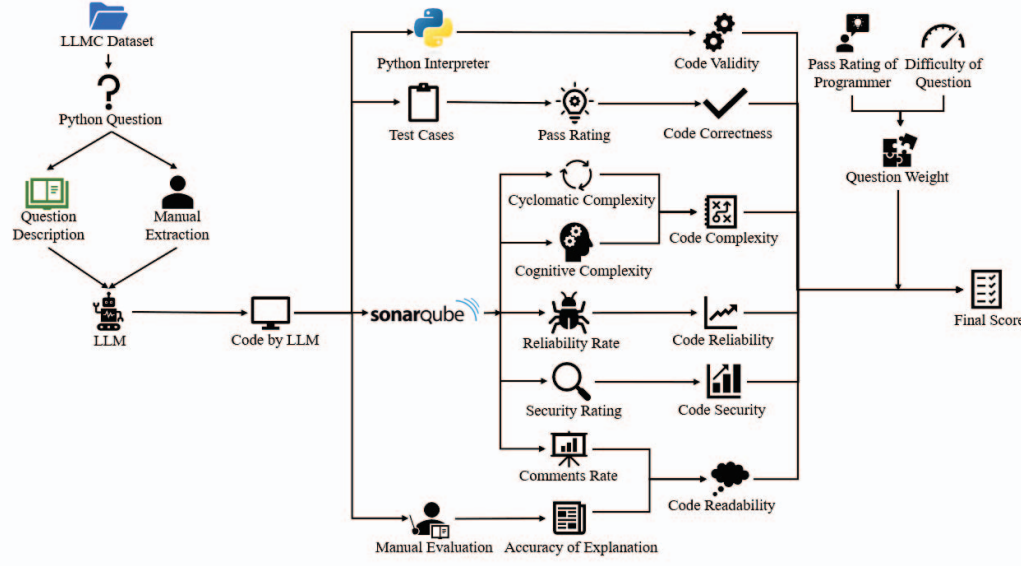 LLMC Dataset
Python Question
Question
Description
Manual
Extraction
LLM
Code by LLM
Python Interpreter
Code Validity
Test Cases
Pass Rating
Code Correctness
Cyclomatic Complexity
Cognitive Complexity
Code Complexity
sonarqube
Reliability Rate
Code Reliability
Security Rating
Code Security
Comments Rate
Code Readability
Manual Evaluation
Accuracy of Explanation
Pass Rating of
Programmer
Difficulty of
Question
Question Weight
Final Score